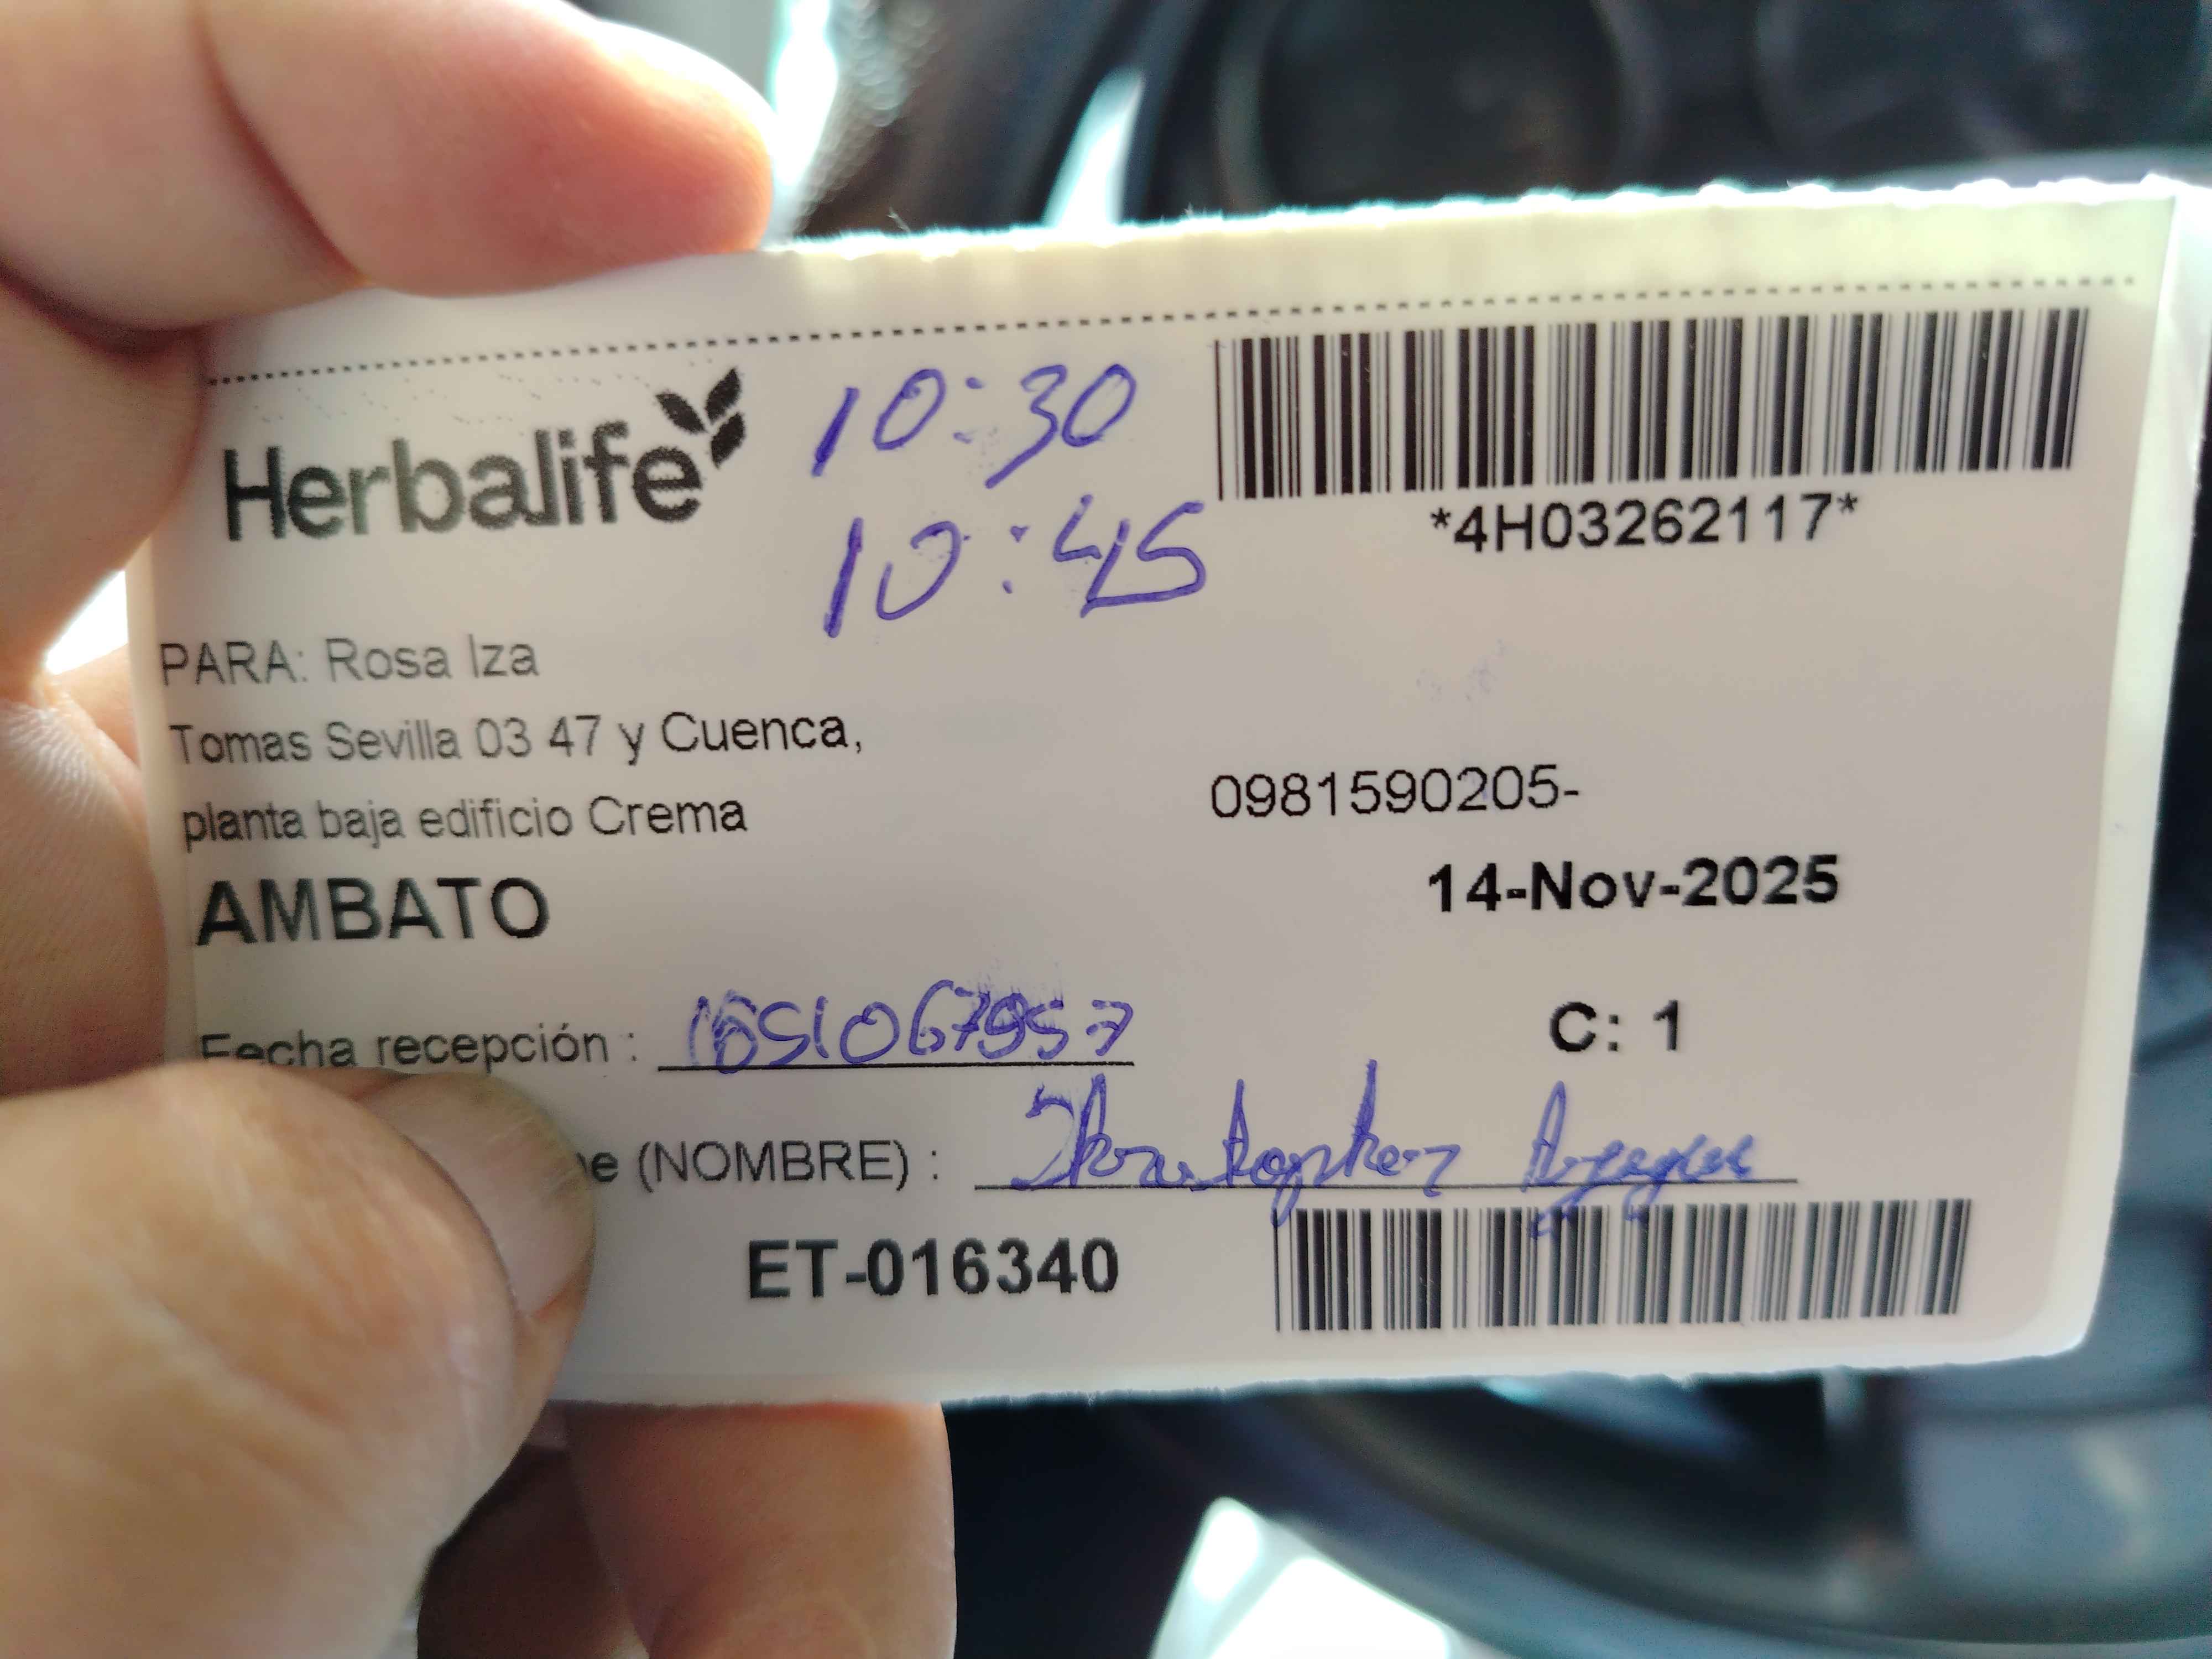 Herbalife
10:30
10:45
*4H03262117*
PARA: Rosa Iza
Tomas Sevilla 03 47 y Cuenca,
planta baja edificio Crema
0981590205-
AMBATO
14-Nov-2025
Fecha recepción :
C: 1
(NOMBRE) :
ET-016340